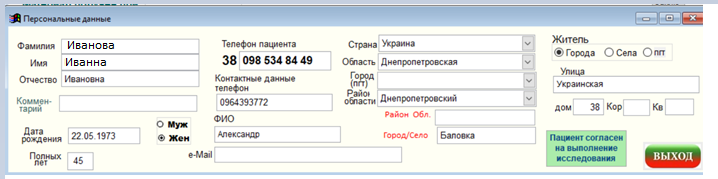 Персональные данные
Фамилия Иванова
Имя Иванна
Отчество Ивановна
Коммен-
тарий
Дата
рождения 22.05.1973
Муж
Жен
Полных
лет 45
Телефон пациента
38 098 534 84 49
Контактные данные
телефон
0964393772
ФИО
Александр
e-Mail
Страна Украина
Область Днепропетровская
Город
(пгт)
Район
области Днепропетровский
Район Обл.
Город/Село Баловка
Житель
Города Села пгт
Улица
Украинская
дом 38 Кор Кв
Пациент согласен
на выполнение
исследования
ВЫХОД